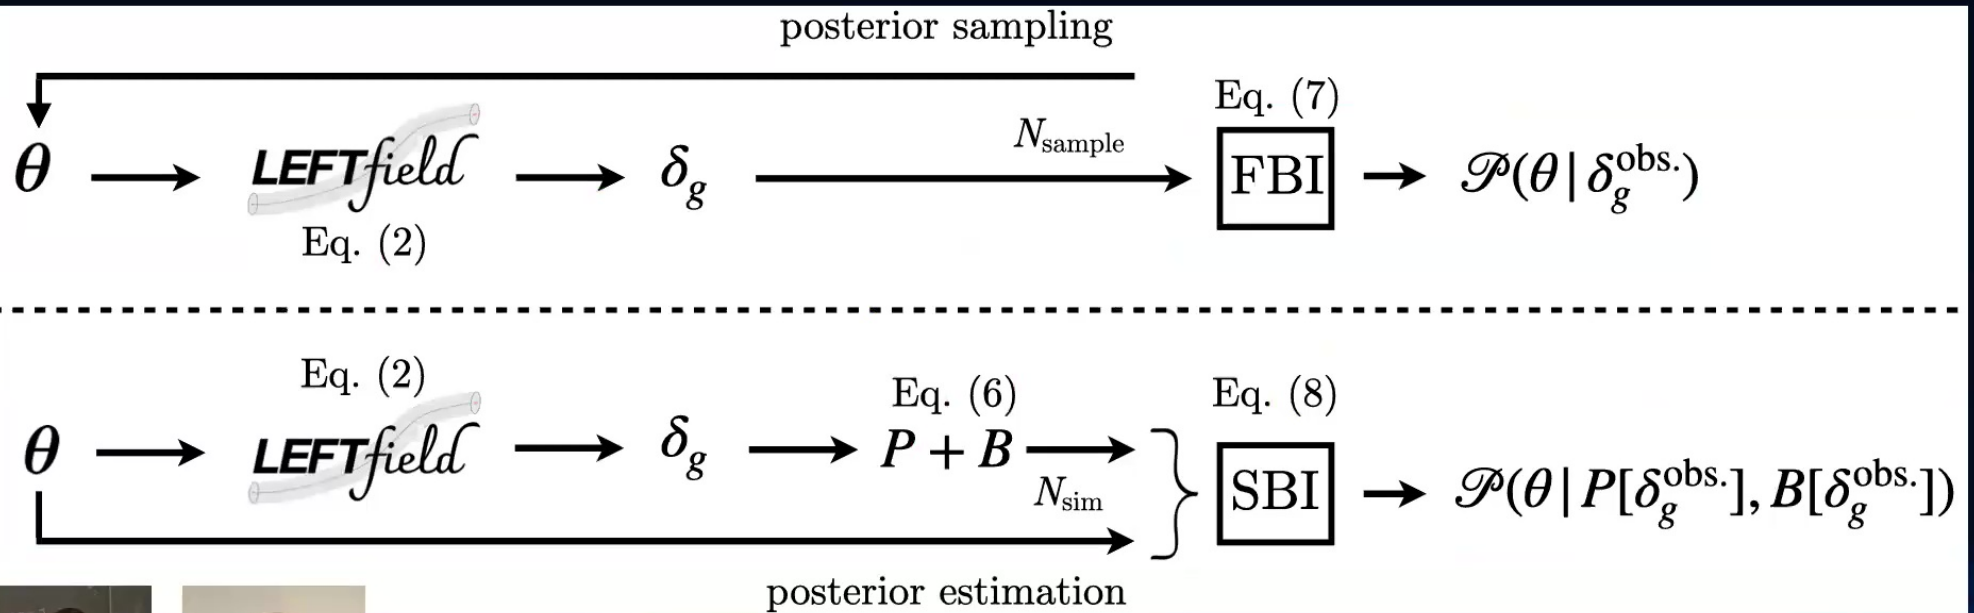 posterior sampling
θ → LEFTfield → δ_g → N_sample Eq. (7) FBI → 𝒫(θ|δ_g^obs.)
Eq. (2)
Eq. (2)
θ → LEFTfield → δ_g → Eq. (6) P + B → N_sim } Eq. (8) SBI → 𝒫(θ|P[δ_g^obs.], B[δ_g^obs.])
posterior estimation